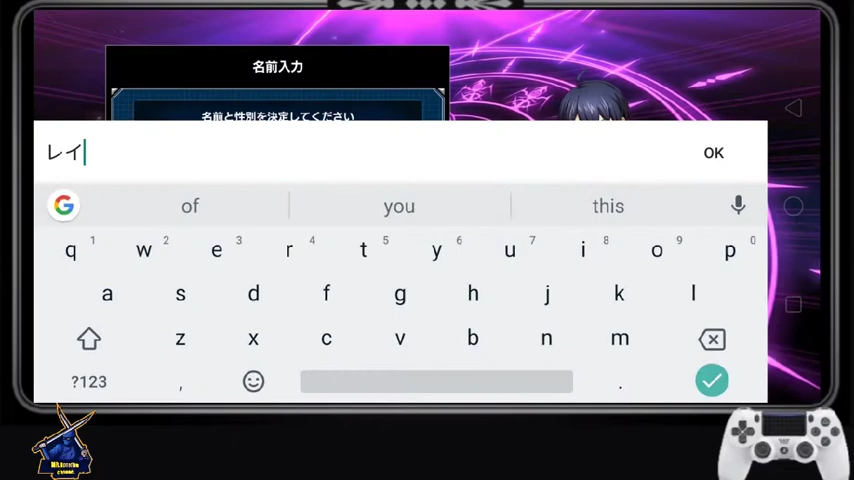 名前入力
名前と性別を決定してください
レイ
OK
of you this
q 1 w 2 e 3 r 4 t 5 y 6 u 7 i 8 o 9 p 0
a s d f g h j k l
z x c v b n m
?123 , .